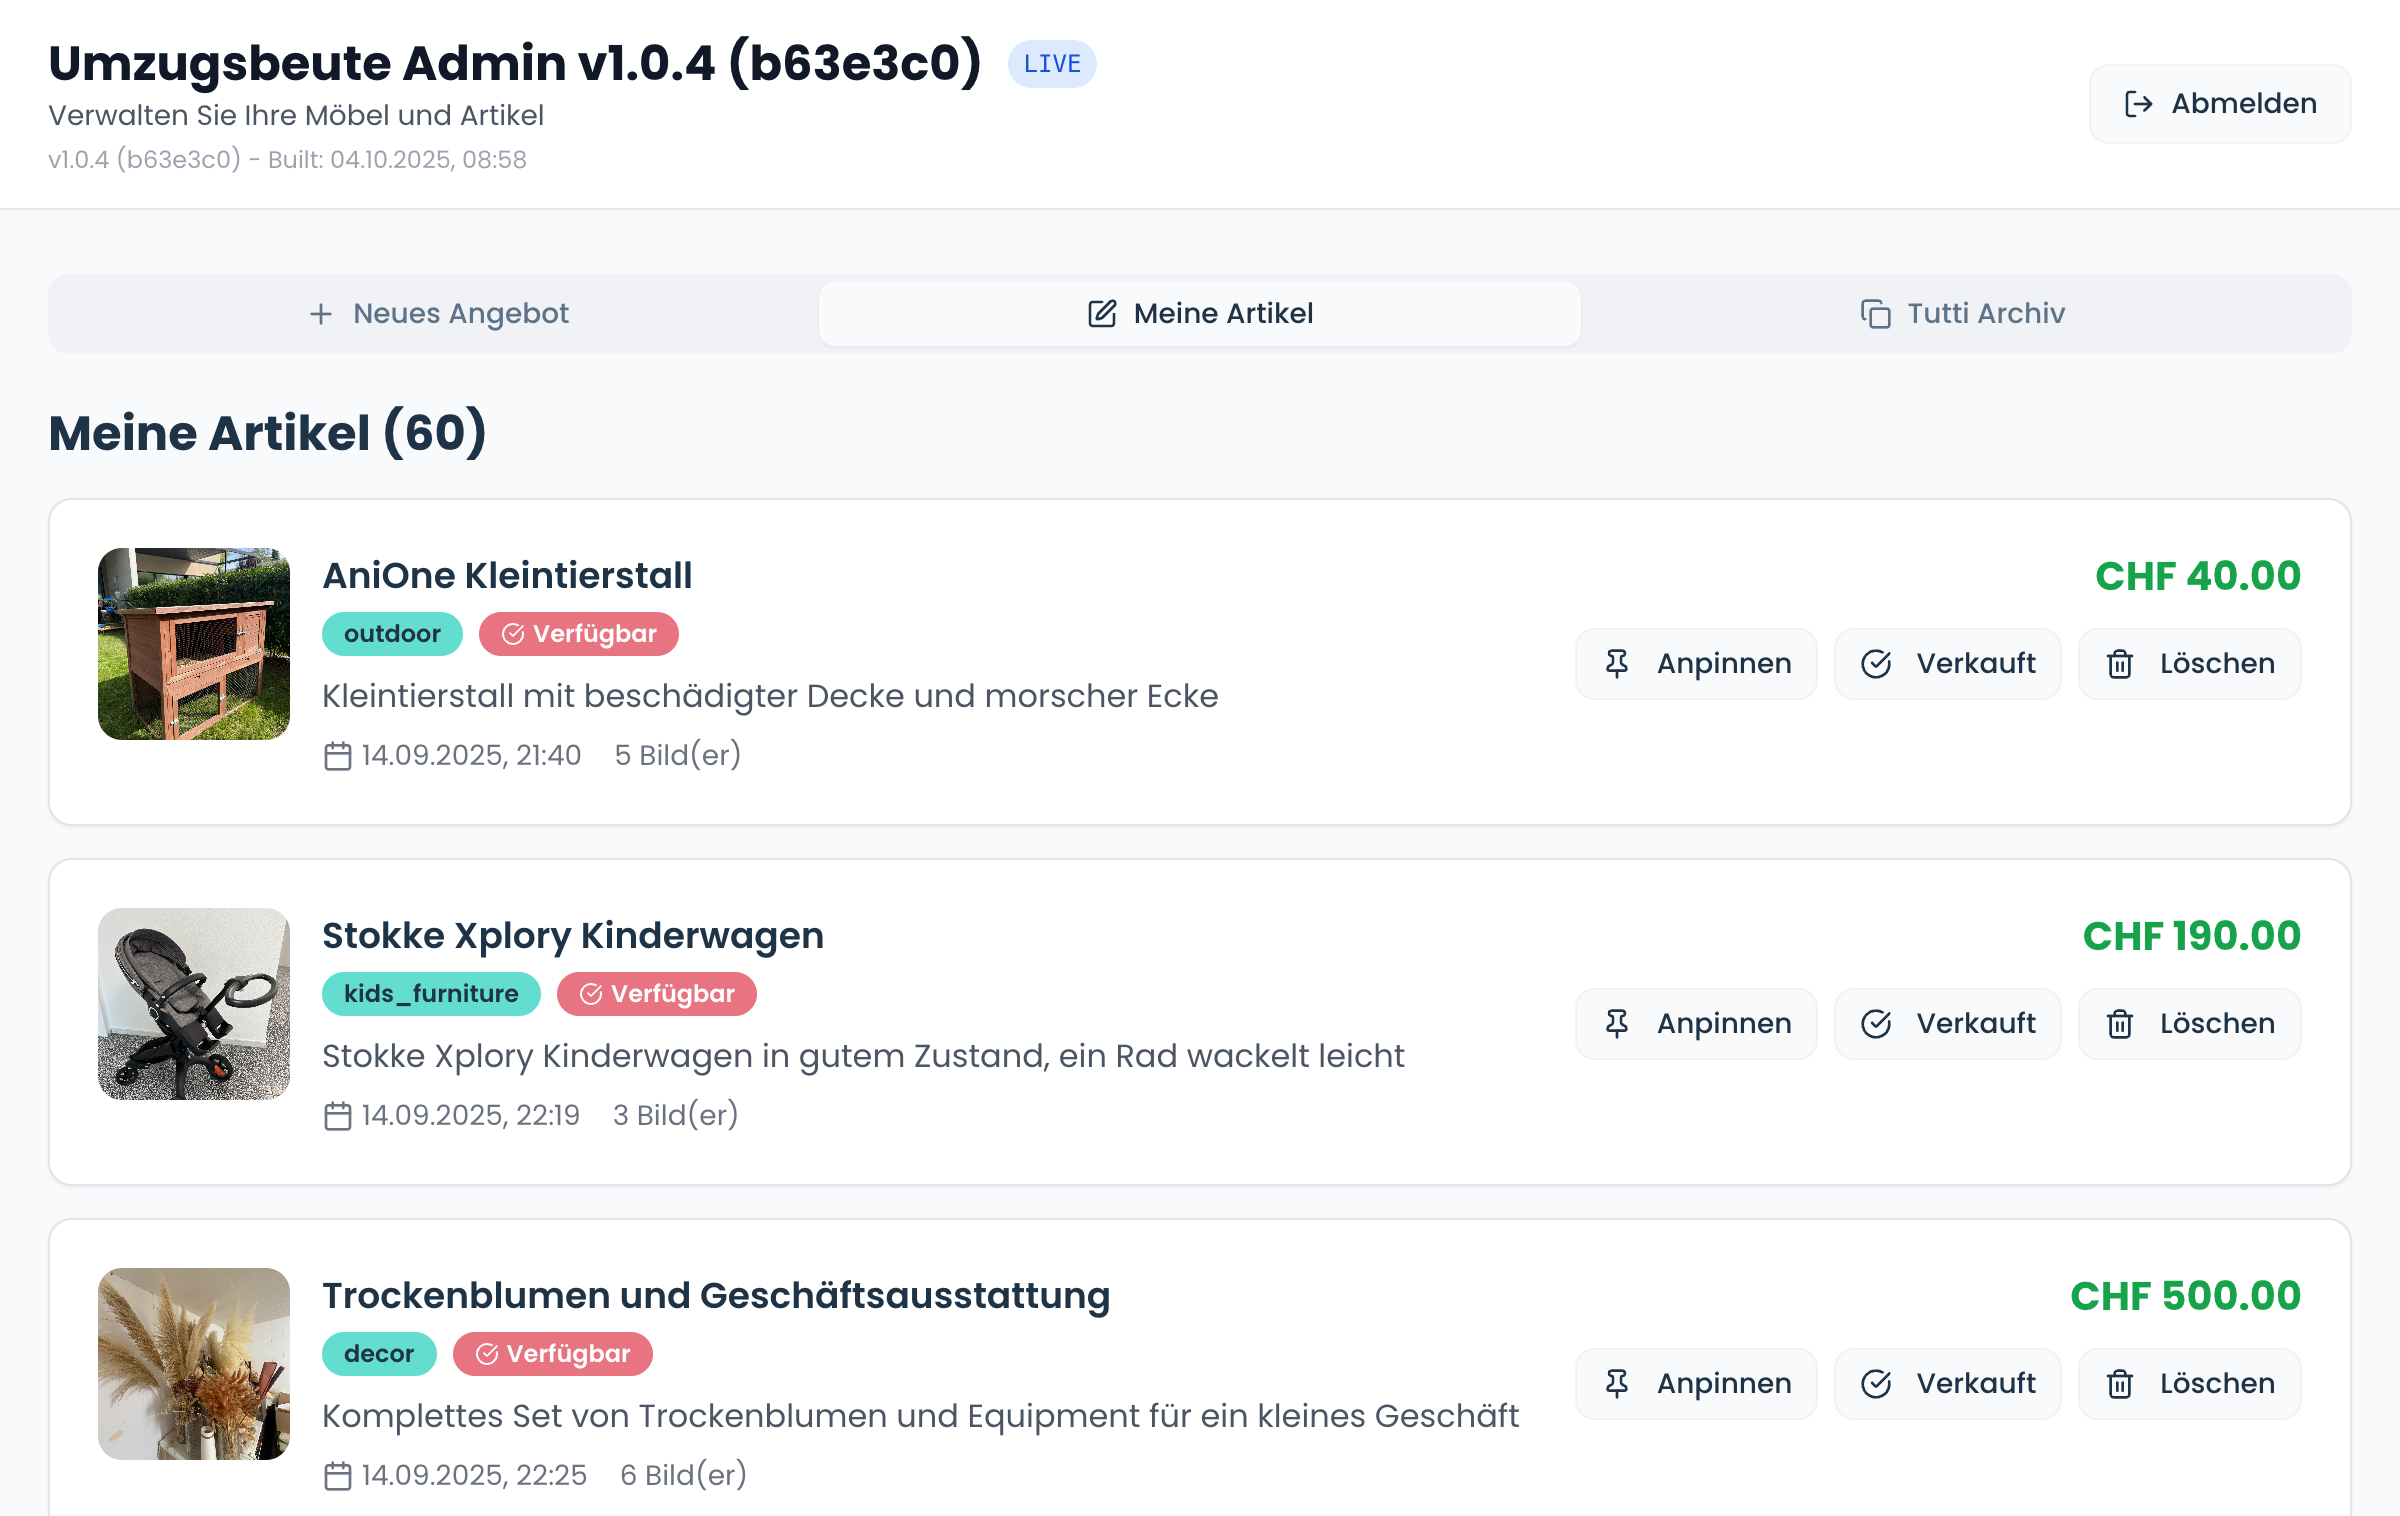 Umzugsbeute Admin v1.0.4 (b63e3c0) LIVE
Verwalten Sie Ihre Möbel und Artikel
v1.0.4 (b63e3c0) - Built: 04.10.2025, 08:58
Abmelden
Neues Angebot
Meine Artikel
Tutti Archiv
Meine Artikel (60)
AniOne Kleintierstall
CHF 40.00
outdoor
Verfügbar
Kleintierstall mit beschädigter Decke und morscher Ecke
14.09.2025, 21:40 5 Bild(er)
Anpinnen
Verkauft
Löschen
Stokke Xplory Kinderwagen
CHF 190.00
kids_furniture
Verfügbar
Stokke Xplory Kinderwagen in gutem Zustand, ein Rad wackelt leicht
14.09.2025, 22:19 3 Bild(er)
Anpinnen
Verkauft
Löschen
Trockenblumen und Geschäftsausstattung
CHF 500.00
decor
Verfügbar
Komplettes Set von Trockenblumen und Equipment für ein kleines Geschäft
14.09.2025, 22:25 6 Bild(er)
Anpinnen
Verkauft
Löschen